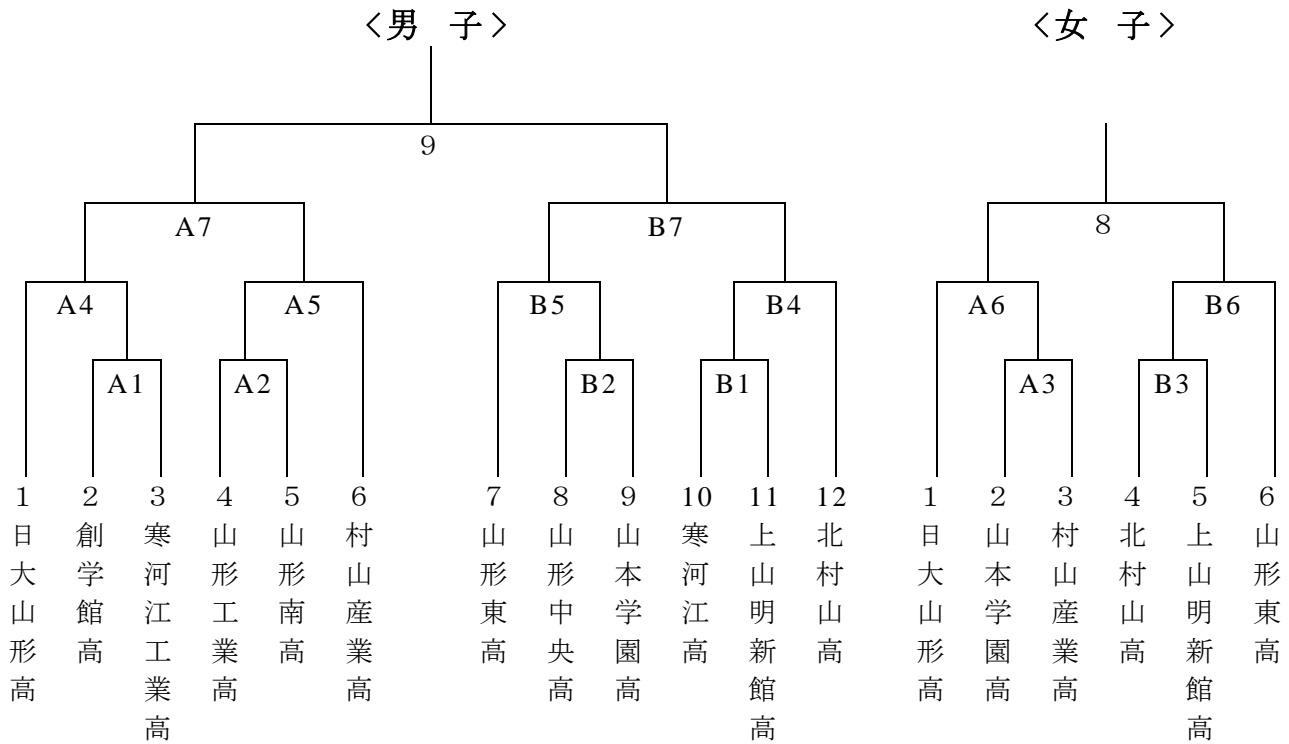 <男　子>　<女　子>
9
A7　B7　8
A4　A5　B5　B4　A6　B6
A1　A2　B2　B1　A3　B3
1　2　3　4　5　6　7　8　9　10　11　12　1　2　3　4　5　6
日大山形高
創学館高
寒河江工業高
山形工業高
山形南高
村山産業高
山形東高
山形中央高
山本学園高
寒河江高
上山明新館高
北村山高
日大山形高
山本学園高
村山産業高
北村山高
上山明新館高
山形東高